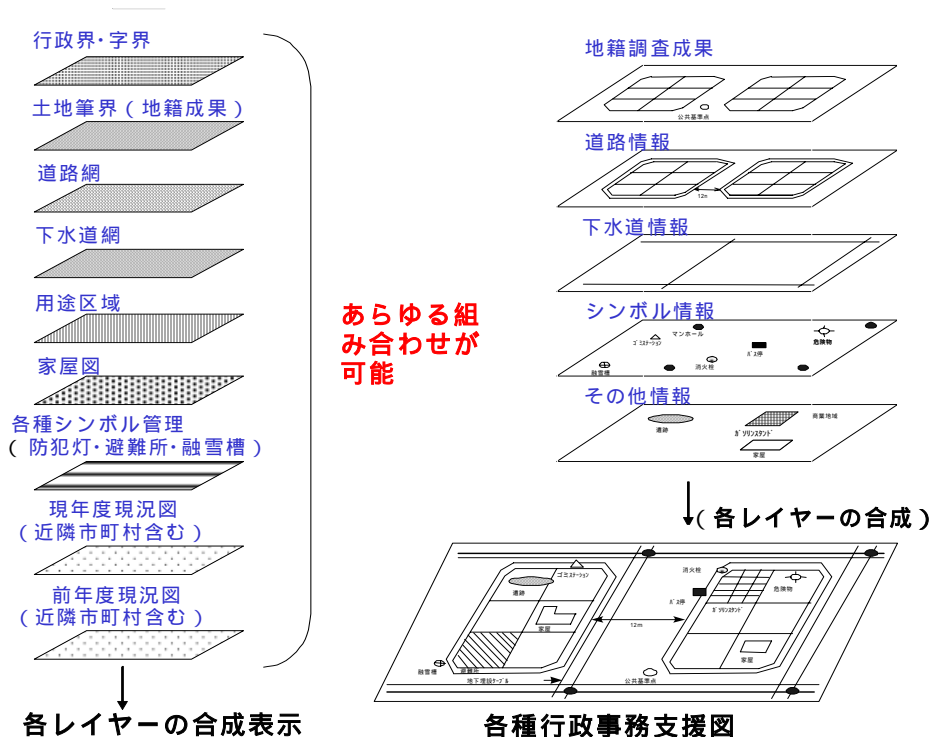 行政界・字界
土地筆界(地籍成果)
道路網
下水道網
用途区域
家屋図
各種シンボル管理
(防犯灯・避難所・融雪槽)
現年度現況図
(近隣市町村含む)
前年度現況図
(近隣市町村含む)
各レイヤーの合成表示
あらゆる組
み合わせが
可能
地籍調査成果
公共基準点
道路情報
12m
下水道情報
シンボル情報
マンホール
ゴミステーション
危険物
バス停
消火栓
融雪槽
その他情報
遺跡
商業地域
ガソリンスタンド
家屋
(各レイヤーの合成)
ゴミステーション
消火栓
遺跡
危険物
バス停
ガソリンスタンド
家屋
12m
家屋
融雪槽
避難所
地下埋設ケーブル
公共基準点
各種行政事務支援図